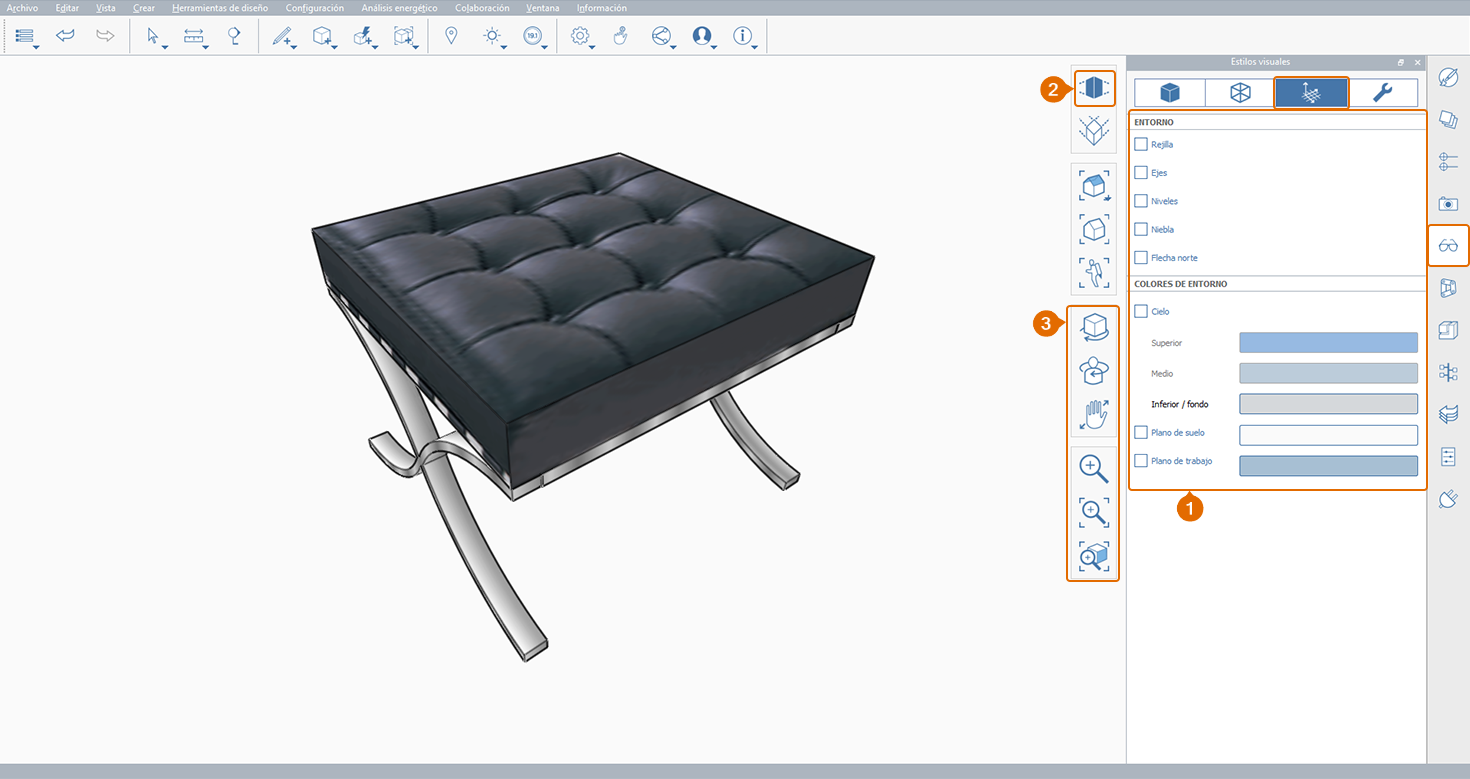 Archivo Editar Vista Crear Herramientas de diseño Configuración Análisis energético Colaboración Ventana Información
19.1
Estilos visuales
2
ENTORNO
Rejilla
Ejes
Niveles
Niebla
Flecha norte
COLORES DE ENTORNO
Cielo
3
Superior
Medio
Inferior / fondo
Plano de suelo
Plano de trabajo
1